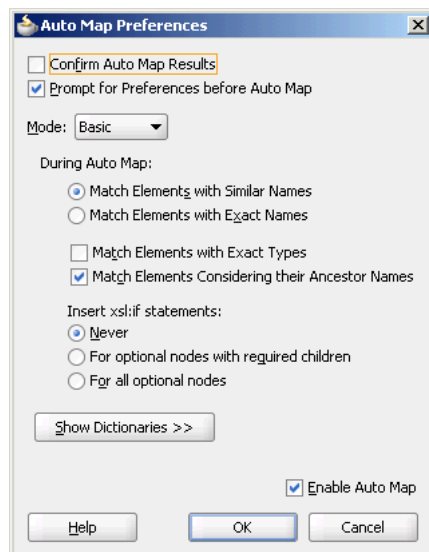 Auto Map Preferences
Confirm Auto Map Results
Prompt for Preferences before Auto Map
Mode: Basic
During Auto Map:
Match Elements with Similar Names
Match Elements with Exact Names
Match Elements with Exact Types
Match Elements Considering their Ancestor Names
Insert xsl:if statements:
Never
For optional nodes with required children
For all optional nodes
Show Dictionaries >>
Enable Auto Map
Help OK Cancel